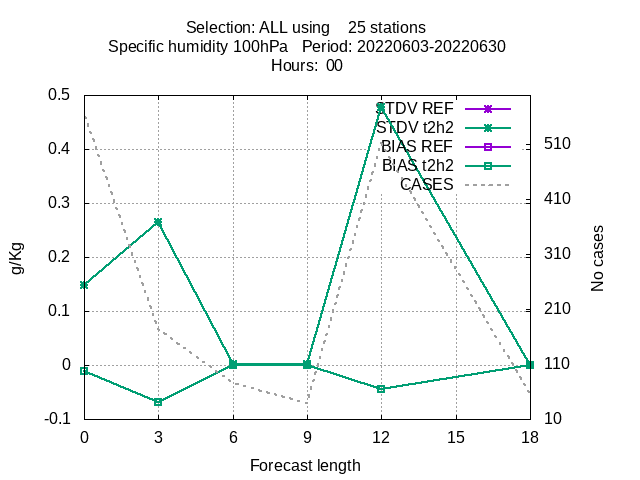 Selection: ALL using 25 stations
Specific humidity 100hPa Period: 20220603-20220630
Hours: 00
0.5
0.4
0.3
0.2
0.1
0
-0.1
g/Kg
STDV REF
STDV t2h2
BIAS REF
BIAS t2h2
CASES
510
410
310
210
110
10
No cases
0 3 6 9 12 15 18
Forecast length